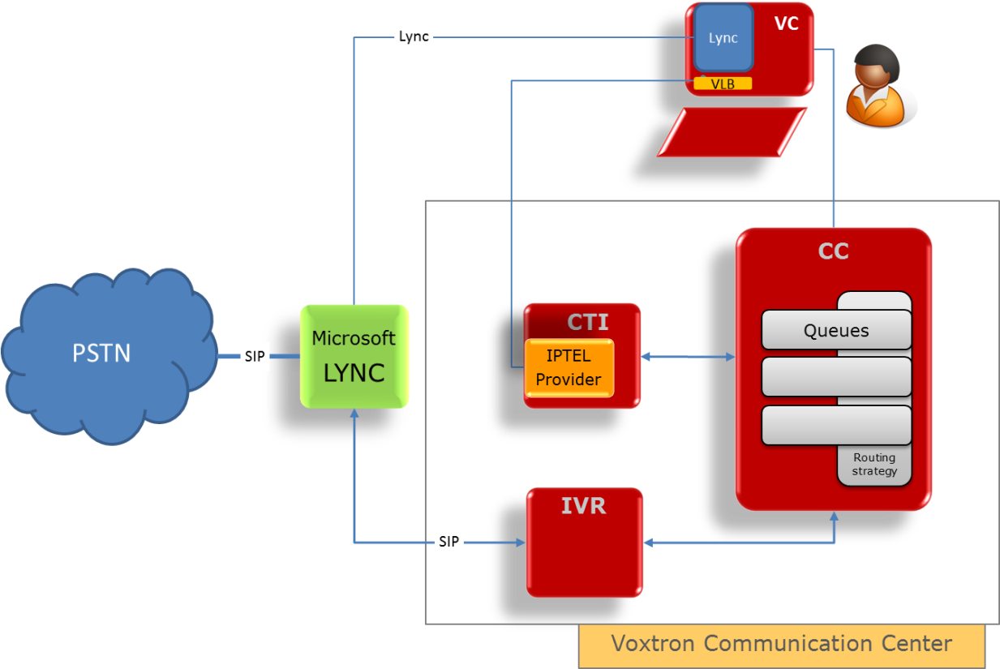 Lync
Lync
VC
VLB
CC
PSTN
SIP
Microsoft
LYNC
CTI
IPTEL
Provider
Queues
Routing
strategy
IVR
SIP
Voxtron Communication Center